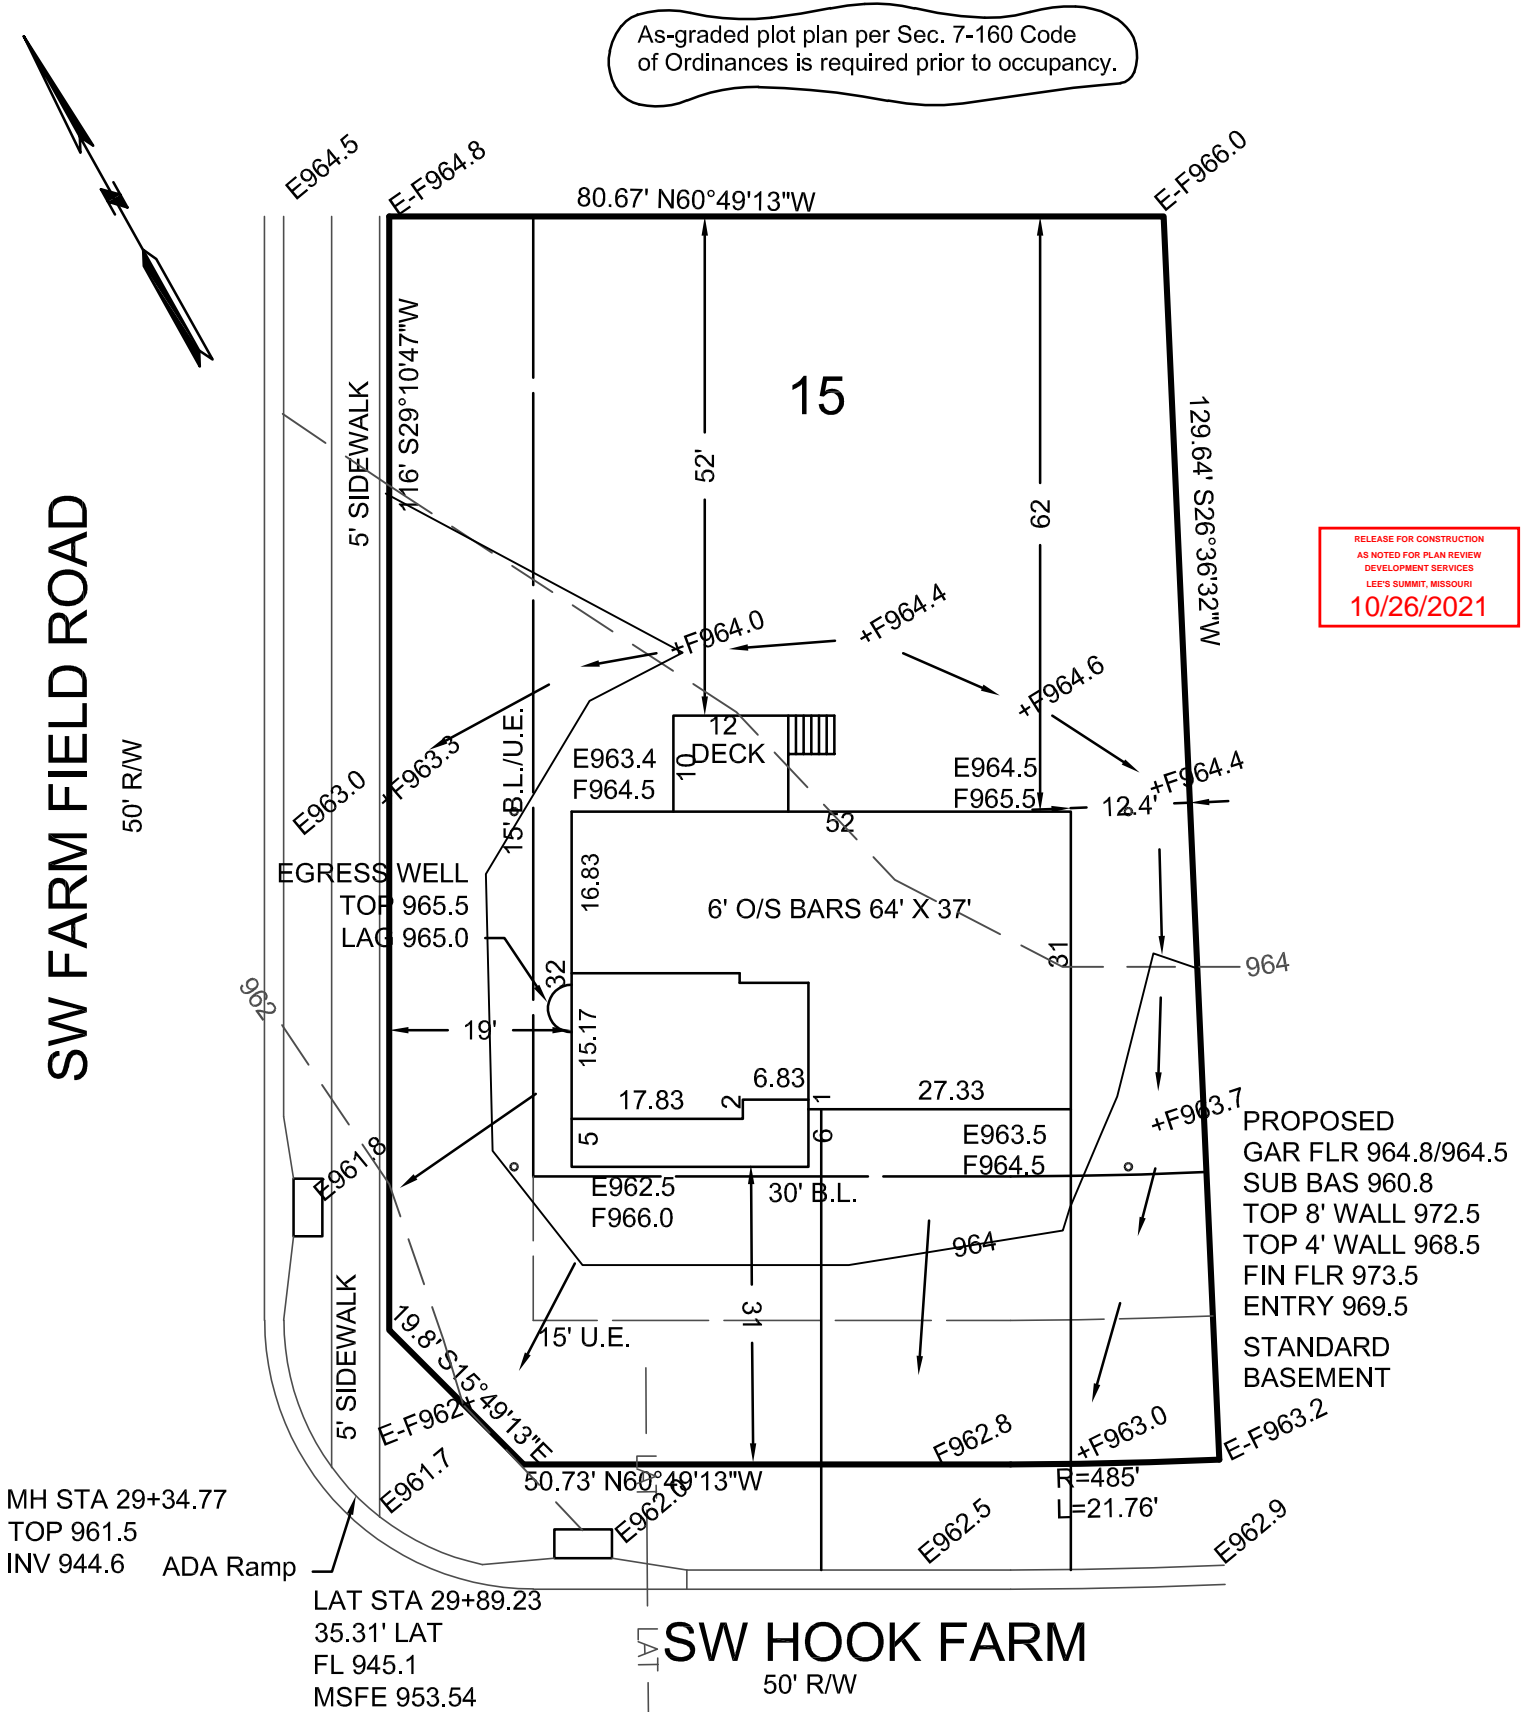 As-graded plot plan per Sec. 7-160 Code
of Ordinances is required prior to occupancy.
E964.5
E-F964.8
80.67' N60°49'13"W
E-F966.0
116' S29°10'47"W
5' SIDEWALK
15
52'
62
129.64' S26°36'32"W
SW FARM FIELD ROAD
50' R/W
RELEASE FOR CONSTRUCTION
AS NOTED FOR PLAN REVIEW
DEVELOPMENT SERVICES
LEE'S SUMMIT, MISSOURI
10/26/2021
+F964.0
+F964.4
+F964.6
+F964.4
+F963.3
E963.0
15' B.L./U.E.
12
DECK
10
E963.4
F964.5
E964.5
F965.5
12.4'
52
EGRESS WELL
TOP 965.5
LAG 965.0
16.83
6' O/S BARS 64' X 37'
31
964
962
32
19'
15.17
17.83
2
6.83
1
27.33
5
6
+F963.7
E963.5
F964.5
E961.8
E962.5
F966.0
30' B.L.
964
PROPOSED
GAR FLR 964.8/964.5
SUB BAS 960.8
TOP 8' WALL 972.5
TOP 4' WALL 968.5
FIN FLR 973.5
ENTRY 969.5
STANDARD
BASEMENT
5' SIDEWALK
19.8' S15°49'13"E
15' U.E.
31
E-F962+
F962.8
+F963.0
E-F963.2
E961.7
50.73' N60°49'13"W
LAT
R=485'
L=21.76'
E962.0
E962.5
E962.9
MH STA 29+34.77
TOP 961.5
INV 944.6
ADA Ramp
LAT STA 29+89.23
35.31' LAT
FL 945.1
MSFE 953.54
LAT
SW HOOK FARM
50' R/W